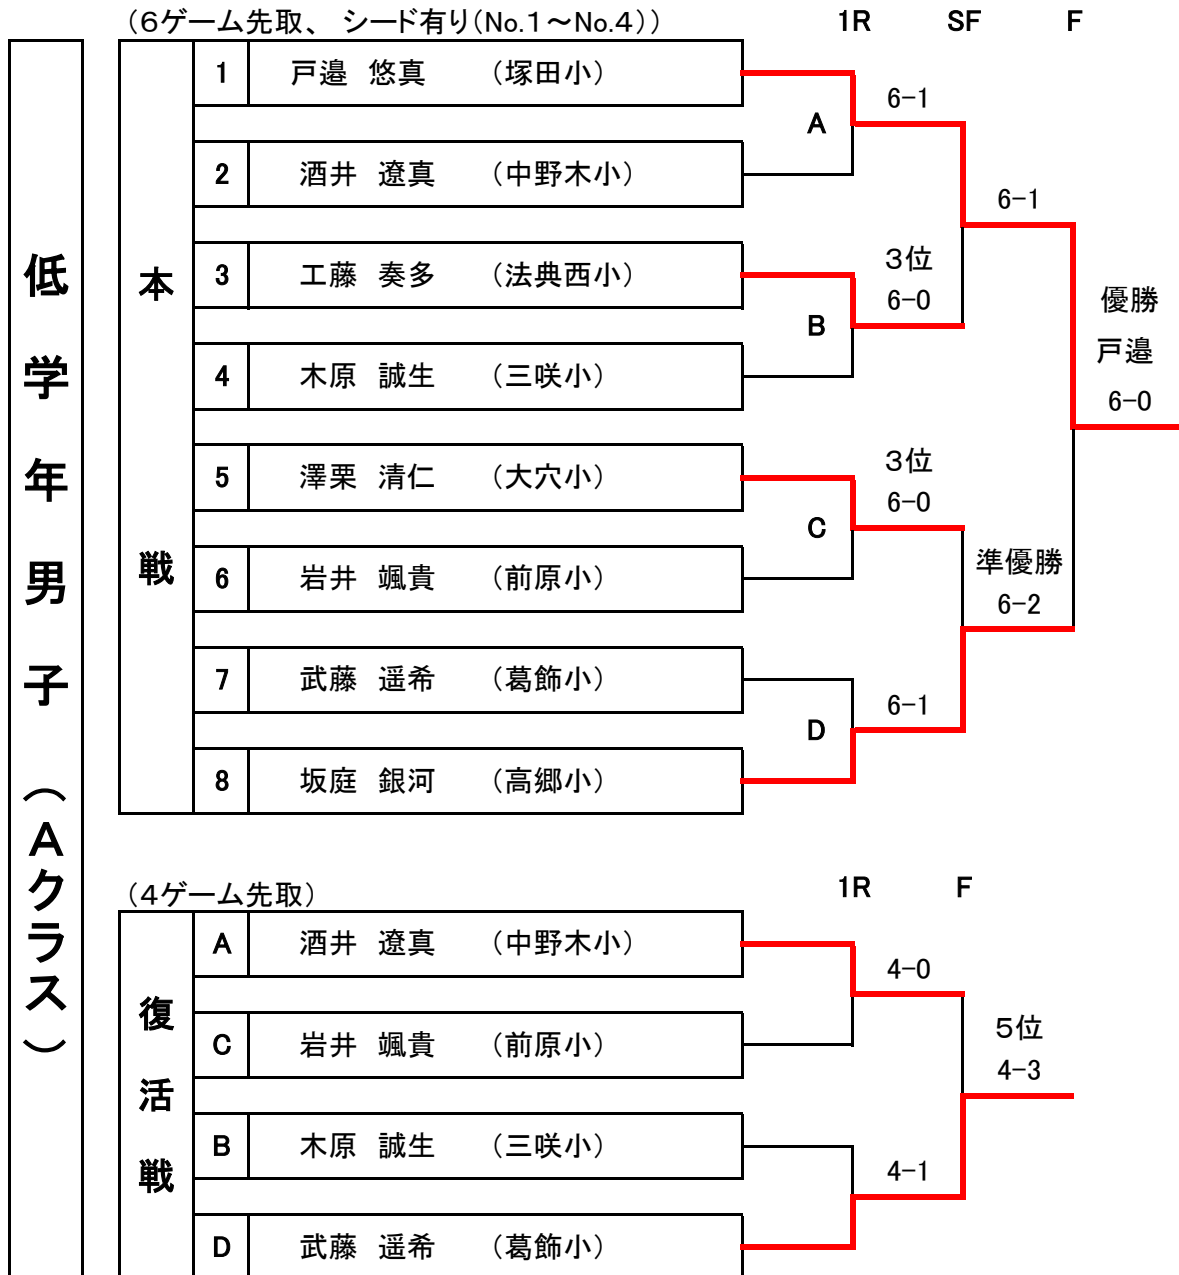 (6ゲーム先取、 シード有り(No.1～No.4)) 1R SF F
低学年男子（Aクラス）
本戦
1 戸邉 悠真 （塚田小）
6-1
A
2 酒井 遼真 （中野木小）
6-1
3 工藤 奏多 （法典西小）
3位
6-0
B
優勝
戸邉
6-0
4 木原 誠生 （三咲小）
5 澤栗 清仁 （大穴小）
3位
6-0
C
準優勝
6-2
6 岩井 颯貴 （前原小）
7 武藤 遥希 （葛飾小）
6-1
D
8 坂庭 銀河 （高郷小）
(4ゲーム先取) 1R F
復活戦
A 酒井 遼真 （中野木小）
4-0
C 岩井 颯貴 （前原小）
5位
4-3
B 木原 誠生 （三咲小）
4-1
D 武藤 遥希 （葛飾小）